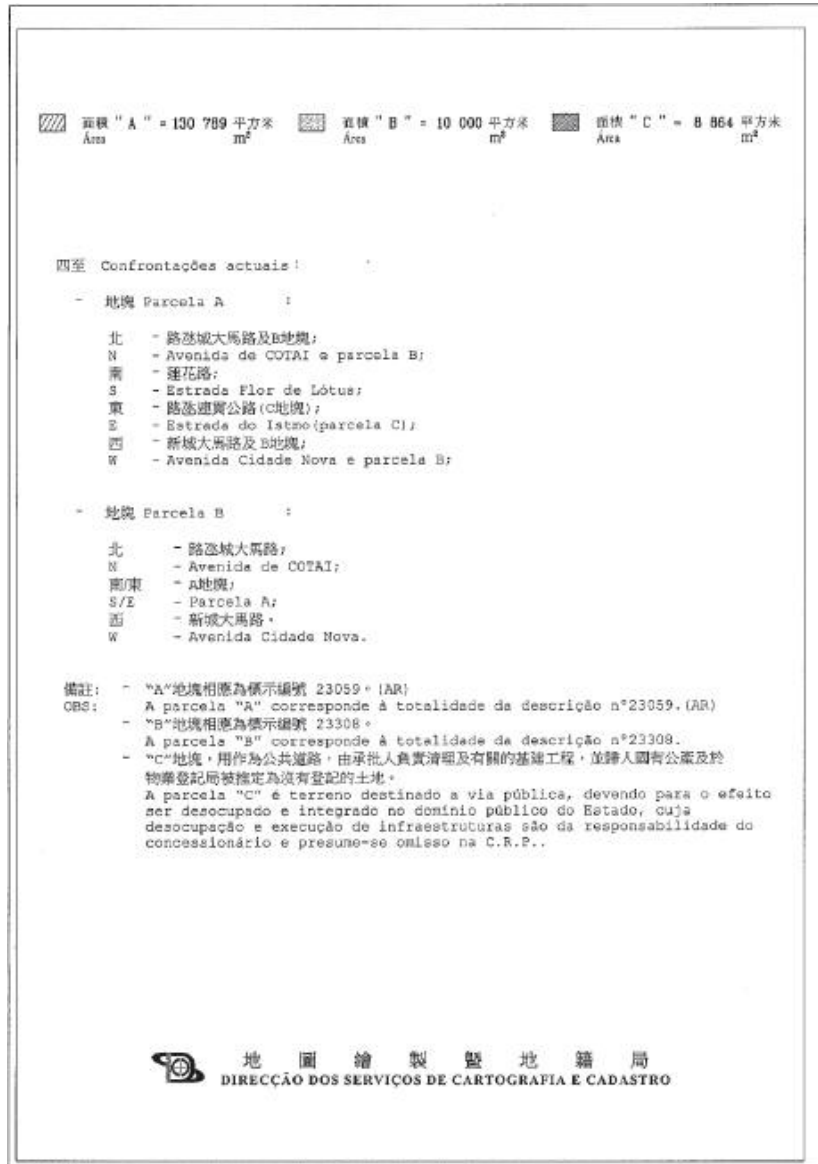 面積 " A " = 130 789 平方米 面積 " B " = 10 000 平方米 面積 " C " = 8 864 平方米
Área m² Área m² Área m²
四至 Confrontações actuais :
- 地塊 Parcela A :
北 - 路氹城大馬路及B地塊;
N - Avenida de COTAI e parcela B;
南 - 蓮花路;
S - Estrada Flor de Lótus;
東 - 路氹連貫公路(C地塊);
E - Estrada do Istmo(parcela C);
西 - 新城大馬路及 B地塊;
W - Avenida Cidade Nova e parcela B;
- 地塊 Parcela B :
北 - 路氹城大馬路;
N - Avenida de COTAI;
南/東 - A地塊;
S/E - Parcela A;
西 - 新城大馬路。
W - Avenida Cidade Nova.
備註: - "A"地塊相應為標示編號 23059。(AR)
OBS: A parcela "A" corresponde à totalidade da descrição n°23059.(AR)
- "B"地塊相應為標示編號 23308。
A parcela "B" corresponde à totalidade da descrição n°23308.
- "C"地塊,用作為公共道路,由承批人負責清理及有關的基建工程,並歸入國有公產及於
物業登記局被推定為沒有登記的土地。
A parcela "C" é terreno destinado a via pública, devendo para o efeito
ser desocupado e integrado no domínio público do Estado, cuja
desocupação e execução de infraestruturas são da responsabilidade do
concessionário e presume-se omisso na C.R.P..
地圖繪製暨地籍局
DIRECÇÃO DOS SERVIÇOS DE CARTOGRAFIA E CADASTRO